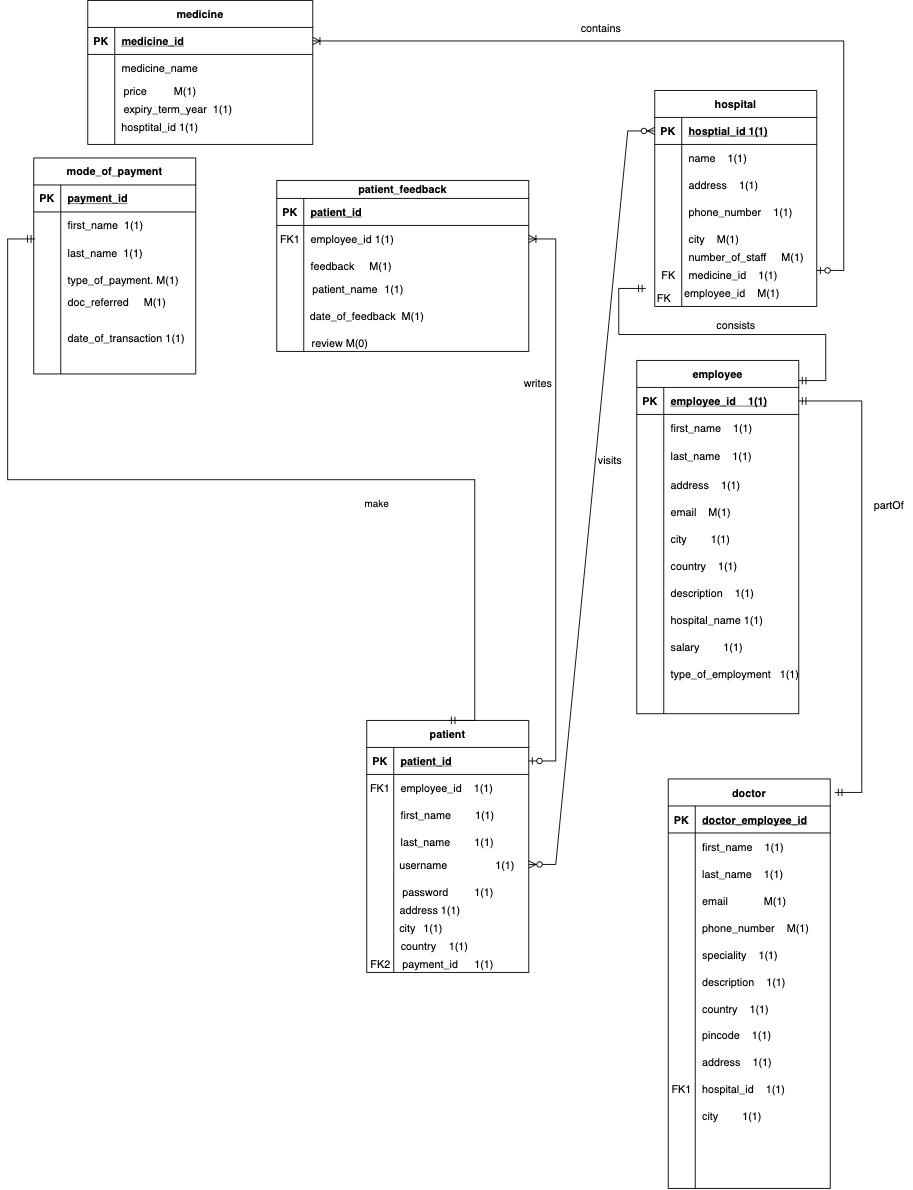 medicine
PK medicine_id
medicine_name
price M(1)
expiry_term_year 1(1)
hosptital_id 1(1)
contains
hospital
PK hosptial_id 1(1)
name 1(1)
address 1(1)
phone_number 1(1)
city M(1)
number_of_staff M(1)
FK medicine_id 1(1)
FK employee_id M(1)
mode_of_payment
PK payment_id
first_name 1(1)
last_name 1(1)
type_of_payment. M(1)
doc_referred M(1)
date_of_transaction 1(1)
patient_feedback
PK patient_id
FK1 employee_id 1(1)
feedback M(1)
patient_name 1(1)
date_of_feedback M(1)
review M(0)
consists
writes
visits
make
partOf
employee
PK employee_id 1(1)
first_name 1(1)
last_name 1(1)
address 1(1)
email M(1)
city 1(1)
country 1(1)
description 1(1)
hospital_name 1(1)
salary 1(1)
type_of_employment 1(1)
patient
PK patient_id
FK1 employee_id 1(1)
first_name 1(1)
last_name 1(1)
username 1(1)
password 1(1)
address 1(1)
city 1(1)
country 1(1)
FK2 payment_id 1(1)
doctor
PK doctor_employee_id
first_name 1(1)
last_name 1(1)
email M(1)
phone_number M(1)
speciality 1(1)
description 1(1)
country 1(1)
pincode 1(1)
address 1(1)
FK1 hospital_id 1(1)
city 1(1)